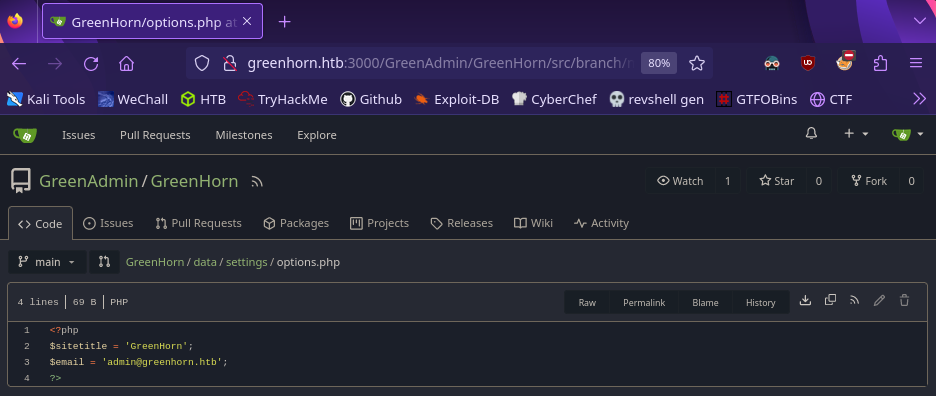 GreenHorn/options.php at
greenhorn.htb:3000/GreenAdmin/GreenHorn/src/branch/ 80%
Kali Tools WeChall HTB TryHackMe Github Exploit-DB CyberChef revshell gen GTFOBins CTF
Issues Pull Requests Milestones Explore
GreenAdmin/GreenHorn Watch 1 Star 0 Fork 0
<> Code Issues Pull Requests Packages Projects Releases Wiki Activity
main GreenHorn/data/settings/options.php
4 lines 69 B PHP Raw Permalink Blame History
1 <?php
2 $sitetitle = 'GreenHorn';
3 $email = 'admin@greenhorn.htb';
4 ?>